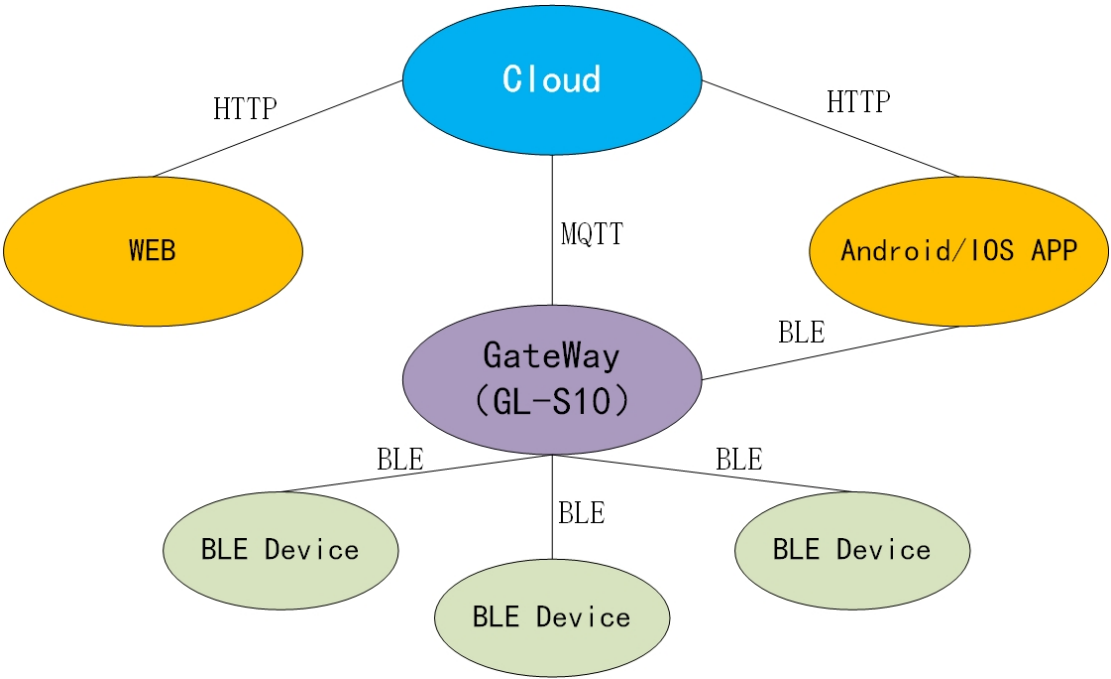 Cloud
HTTP
HTTP
MQTT
WEB
Android/IOS APP
BLE
GateWay
(GL-S10)
BLE
BLE
BLE
BLE Device
BLE Device
BLE Device